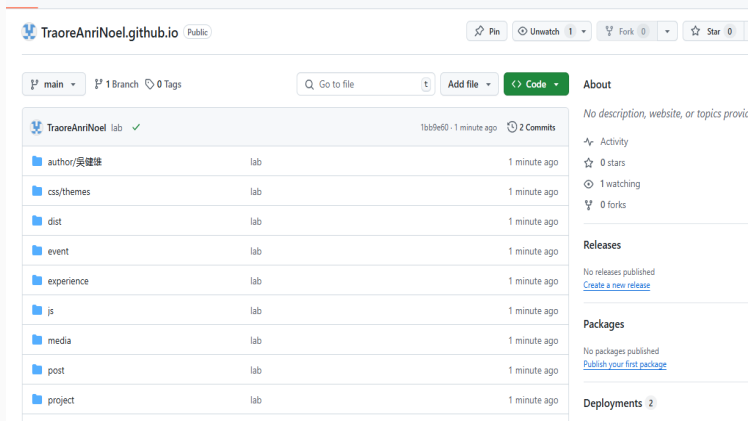 TraoreAnriNoel.github.io Public
Pin
Unwatch 1
Fork 0
Star 0
main
1 Branch
0 Tags
Go to file t
Add file
Code
TraoreAnriNoel lab
1bb9e60 · 1 minute ago
2 Commits
author/吳健雄 lab 1 minute ago
css/themes lab 1 minute ago
dist lab 1 minute ago
event lab 1 minute ago
experience lab 1 minute ago
js lab 1 minute ago
media lab 1 minute ago
post lab 1 minute ago
project lab 1 minute ago
About
No description, website, or topics provid
Activity
0 stars
1 watching
0 forks
Releases
No releases published
Create a new release
Packages
No packages published
Publish your first package
Deployments 2